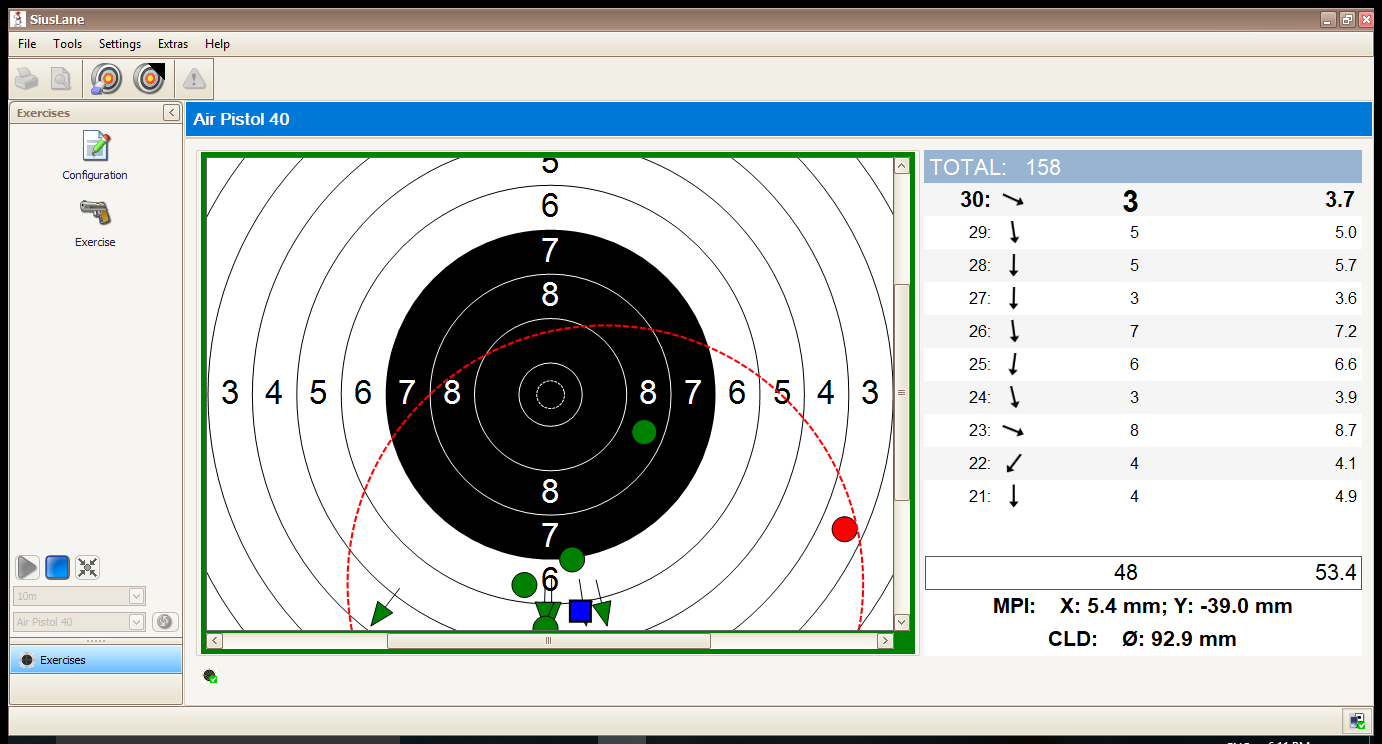 SiusLane
File Tools Settings Extras Help
Exercises
Configuration
Exercise
10m
Air Pistol 40
Exercises
Air Pistol 40
5
6
7
8
3 4 5 6 7 8 8 7 6 5 4 3
8
7
6
TOTAL: 158
30: 3 3.7
29: 5 5.0
28: 5 5.7
27: 3 3.6
26: 7 7.2
25: 6 6.6
24: 3 3.9
23: 8 8.7
22: 4 4.1
21: 4 4.9
48 53.4
MPI: X: 5.4 mm; Y: -39.0 mm
CLD: Ø: 92.9 mm